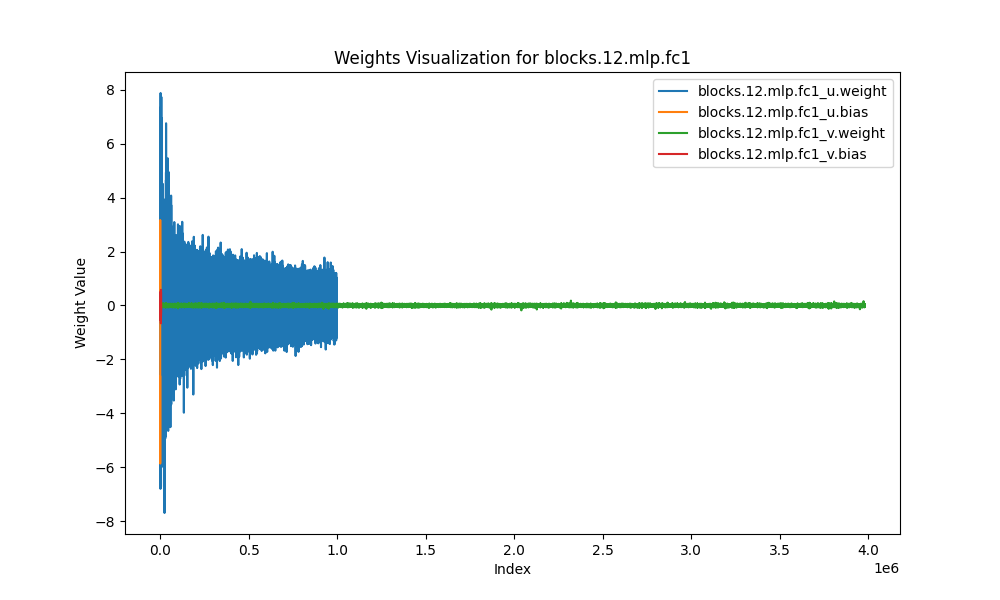 Weights Visualization for blocks.12.mlp.fc1
blocks.12.mlp.fc1_u.weight
blocks.12.mlp.fc1_u.bias
blocks.12.mlp.fc1_v.weight
blocks.12.mlp.fc1_v.bias
Weight Value
8
6
4
2
0
−2
−4
−6
−8
0.0 0.5 1.0 1.5 2.0 2.5 3.0 3.5 4.0
1e6
Index